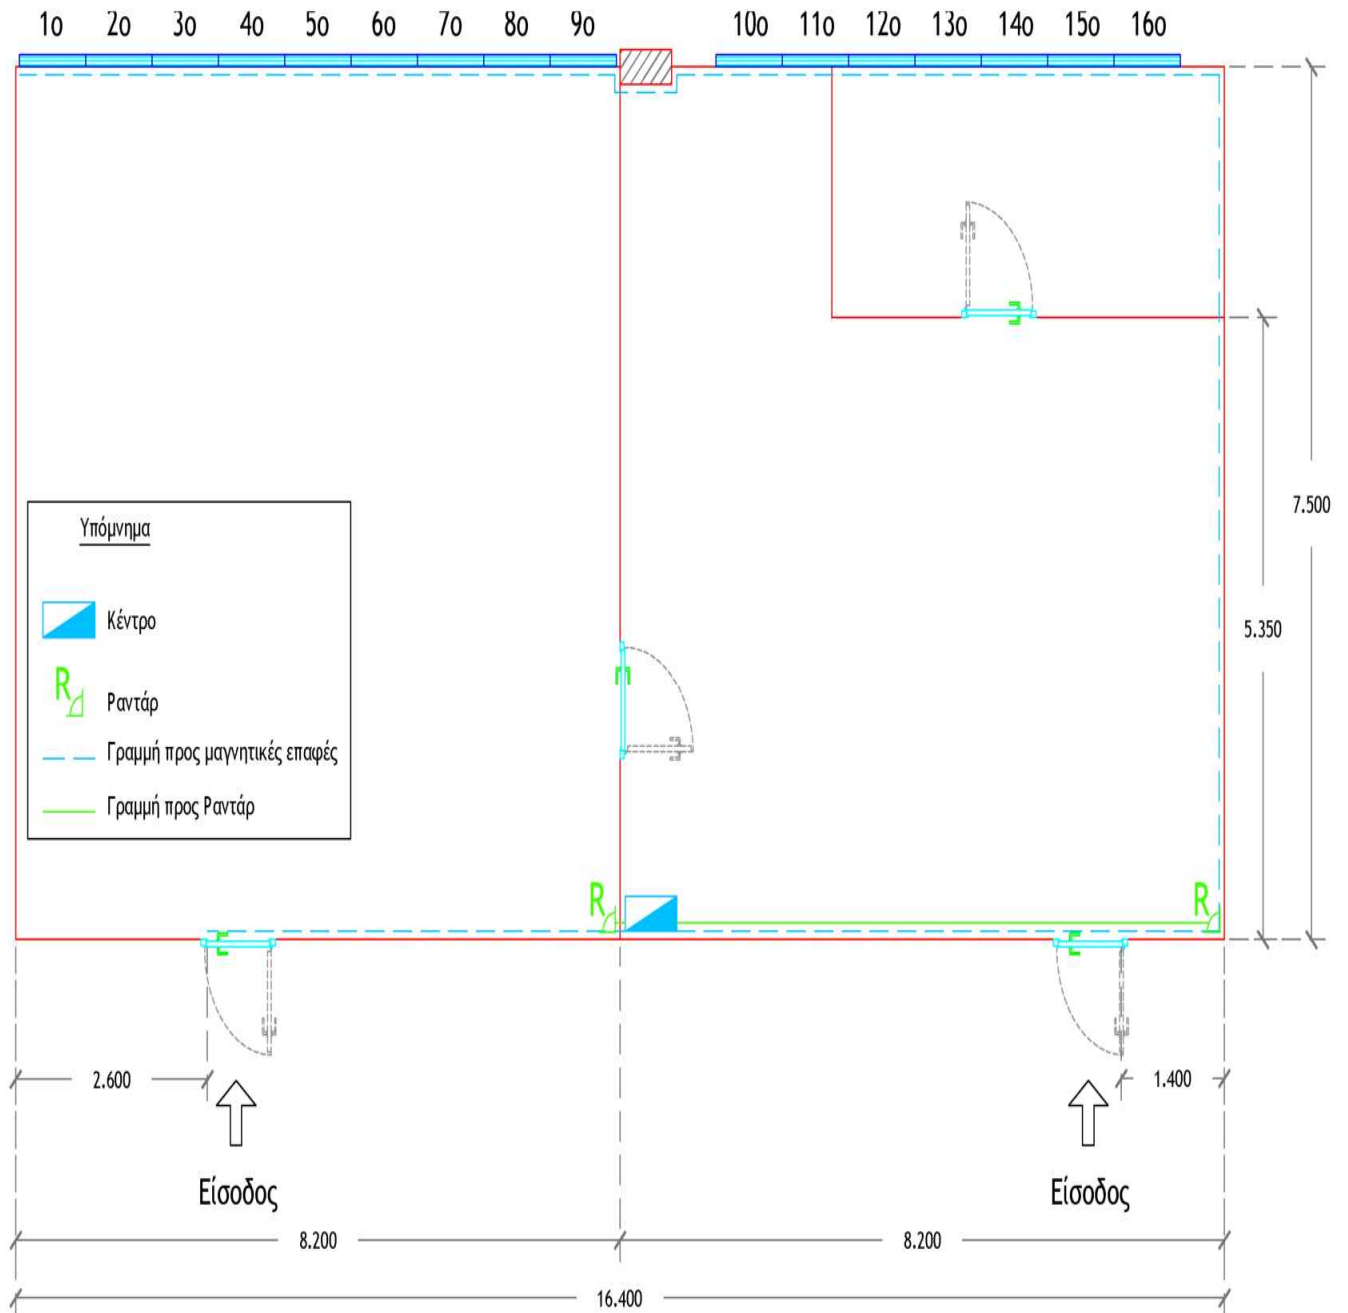 1ο 2ο 3ο 4ο 5ο 6ο 7ο 8ο 9ο 10ο 11ο 12ο 13ο 14ο 15ο 16ο
7.500
Υπόμνημα
Κέντρο
5.350
R Ραντάρ
Γραμμή προς μαγνητικές επαφές
Γραμμή προς Ραντάρ
R R
2.600 1.400
Είσοδος Είσοδος
8.200 8.200
16.400